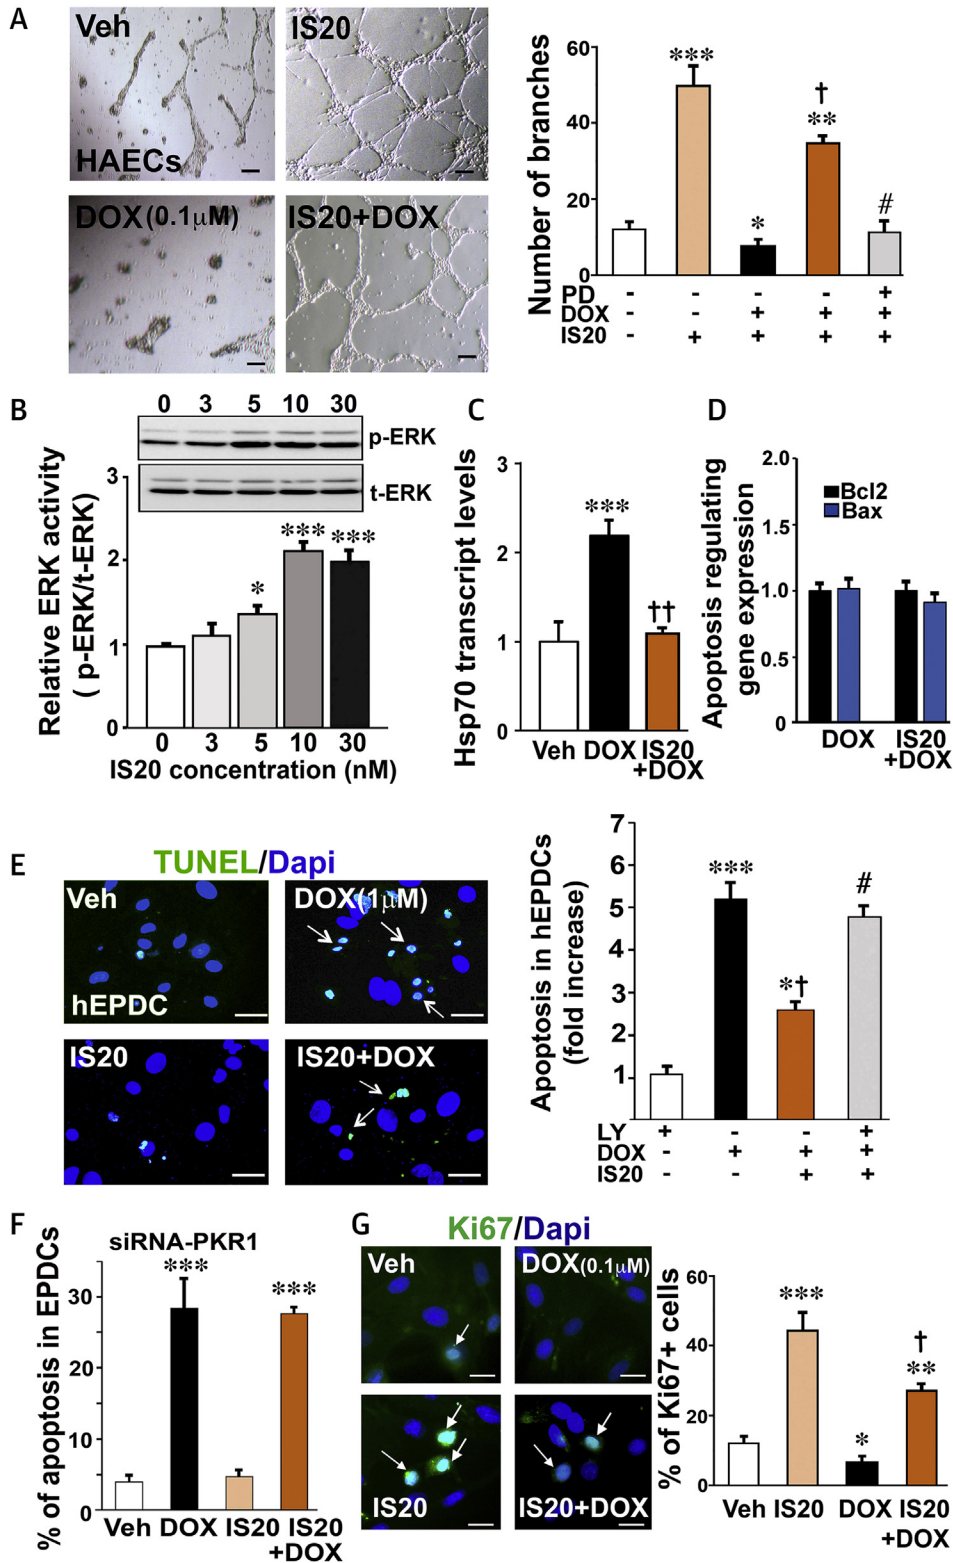 A
Veh
HAECs
IS20
DOX(0.1µM)
IS20+DOX
Number of branches
60
40
20
0
***
*
†
**
#
PD - - - - +
DOX - - + + +
IS20 - + + + +
B
0 3 5 10 30
p-ERK
t-ERK
Relative ERK activity
( p-ERK/t-ERK)
3
2
1
0
*
***
***
0 3 5 10 30
IS20 concentration (nM)
C
Hsp70 transcript levels
3
2
1
0
***
††
Veh DOX IS20
+DOX
D
Apoptosis regulating
gene expression
2.0
1.5
1.0
0.5
0
Bcl2
Bax
DOX IS20
+DOX
E
TUNEL/Dapi
Veh
hEPDC
DOX(1µM)
IS20
IS20+DOX
Apoptosis in hEPDCs
(fold increase)
7
6
5
4
3
2
1
***
*†
#
LY + - - +
DOX - + + +
IS20 - - + +
F
siRNA-PKR1
% of apoptosis in EPDCs
30
20
10
0
***
***
Veh DOX IS20 IS20
+DOX
G
Ki67/Dapi
Veh
DOX(0.1µM)
IS20
IS20+DOX
% of Ki67+ cells
60
40
20
0
***
*
†
**
Veh IS20 DOX IS20
+DOX